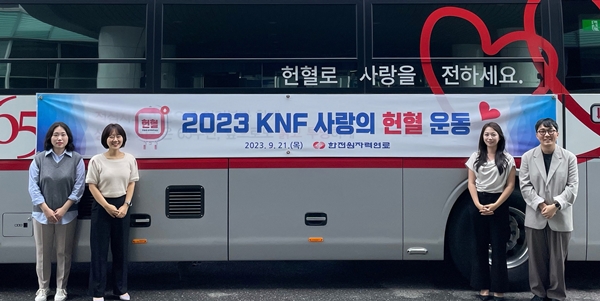 헌혈로 사랑을 전하세요.
65
헌혈
2023 KNF 사랑의 헌혈 운동
2023. 9. 21.(목) 한전원자력연료